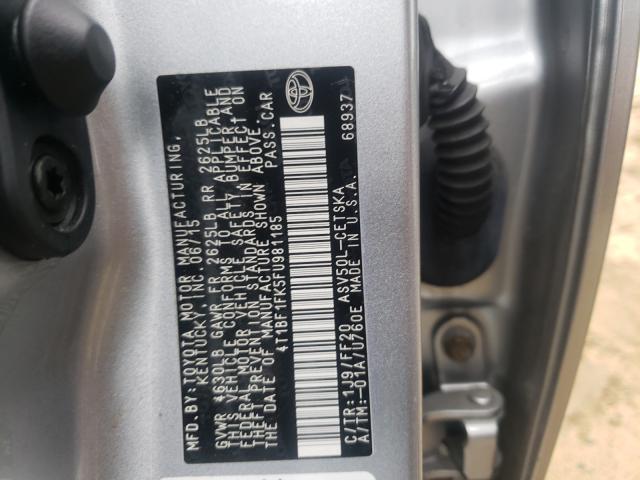 MFD.BY:TOYOTA MOTOR MANUFACTURING,
KENTUCKY, INC. 06/15
GVWR 4630LB GAWR FR 2625LB RR 2625LB
THIS VEHICLE CONFORMS TO ALL APPLICABLE
FEDERAL MOTOR VEHICLE SAFETY, BUMPER, AND
THEFT PREVENTION STANDARDS IN EFFECT ON
THE DATE OF MANUFACTURE SHOWN ABOVE.
4T1BF1FK5FU981185 PASS.CAR
C/TR:1J9/FF20 ASV50L-CETSKA 68937
A/TM:-01A/U760E MADE IN U.S.A.